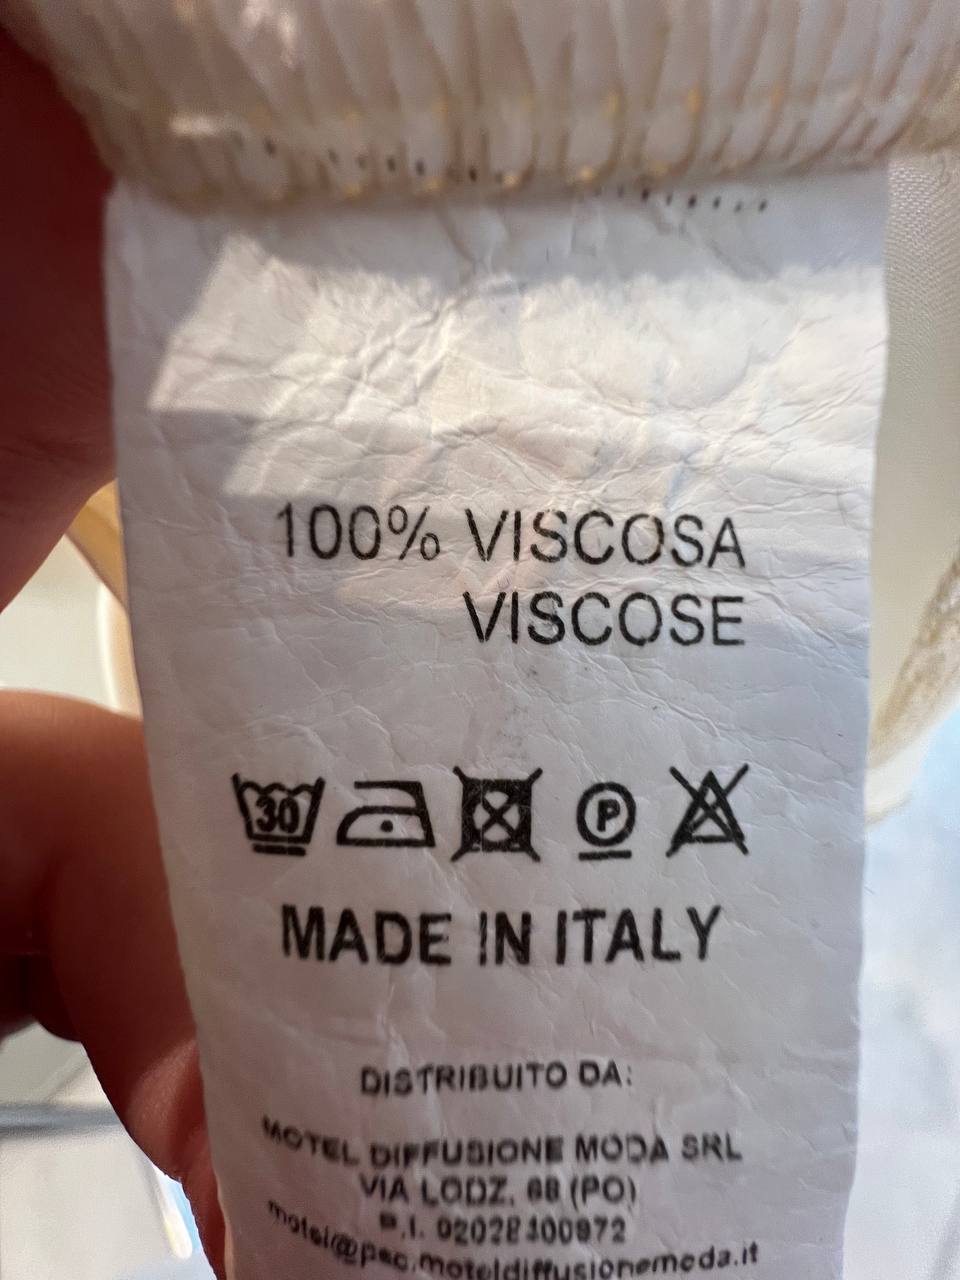 100% VISCOSA
VISCOSE
30
P
MADE IN ITALY
DISTRIBUITO DA:
MOTEL DIFFUSIONE MODA SRL
VIA LODZ, 68 (PO)
P.I.
motel@pec.moteldiffusionemoda.it